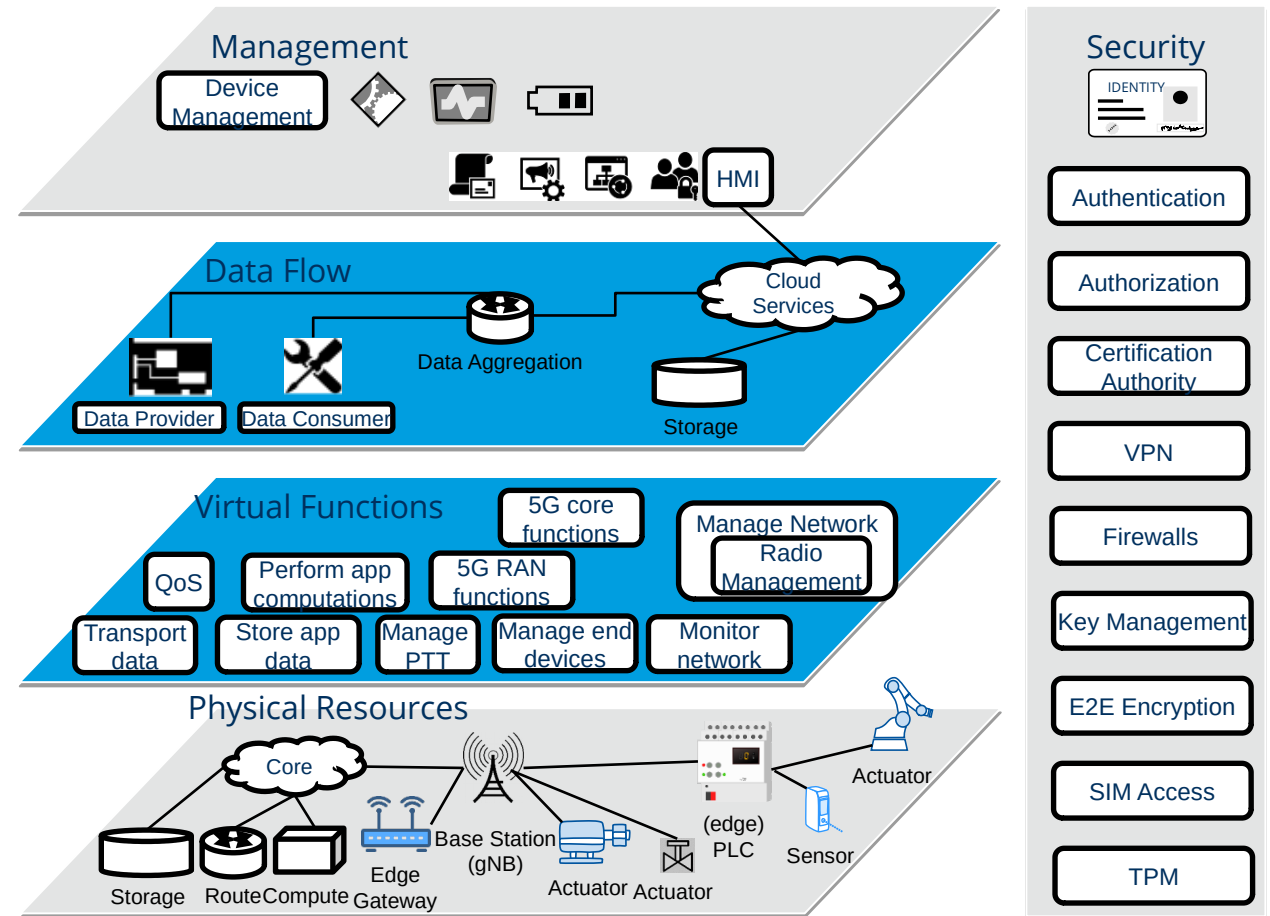 Management
Device
Management
HMI
Data Flow
Cloud
Services
Data Aggregation
Data Provider
Data Consumer
Storage
Virtual Functions
5G core
functions
Manage Network
Radio
Management
QoS
Perform app
computations
5G RAN
functions
Transport
data
Store app
data
Manage
PTT
Manage end
devices
Monitor
network
Physical Resources
Core
Storage
Route
Compute
Edge
Gateway
Base Station
(gNB)
Actuator
Actuator
(edge)
PLC
Sensor
Actuator
Security
IDENTITY
Authentication
Authorization
Certification
Authority
VPN
Firewalls
Key Management
E2E Encryption
SIM Access
TPM